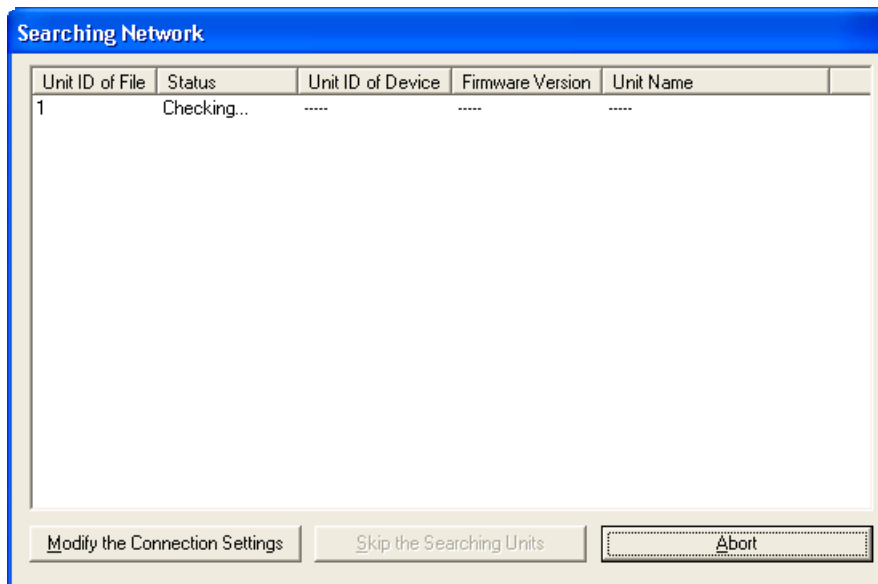 Searching Network
Unit ID of File Status Unit ID of Device Firmware Version Unit Name
1 Checking... ----- ----- -----
Modify the Connection Settings Skip the Searching Units Abort